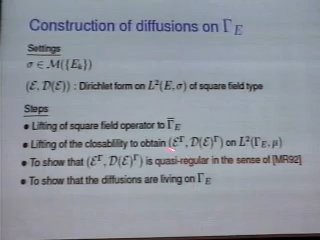 Construction of diffusions on Γ_E
Settings
σ ∈ M({E_k})
(ℰ, D(ℰ)) : Dirichlet form on L²(E, σ) of square field type
Steps
● Lifting of square field operator to Γ̅_E
● Lifting of the closability to obtain (ℰ^Γ, D(ℰ)^Γ) on L²(Γ_E, μ)
● To show that (ℰ^Γ, D(ℰ)^Γ) is quasi-regular in the sense of [MR92]
● To show that the diffusions are living on Γ_E